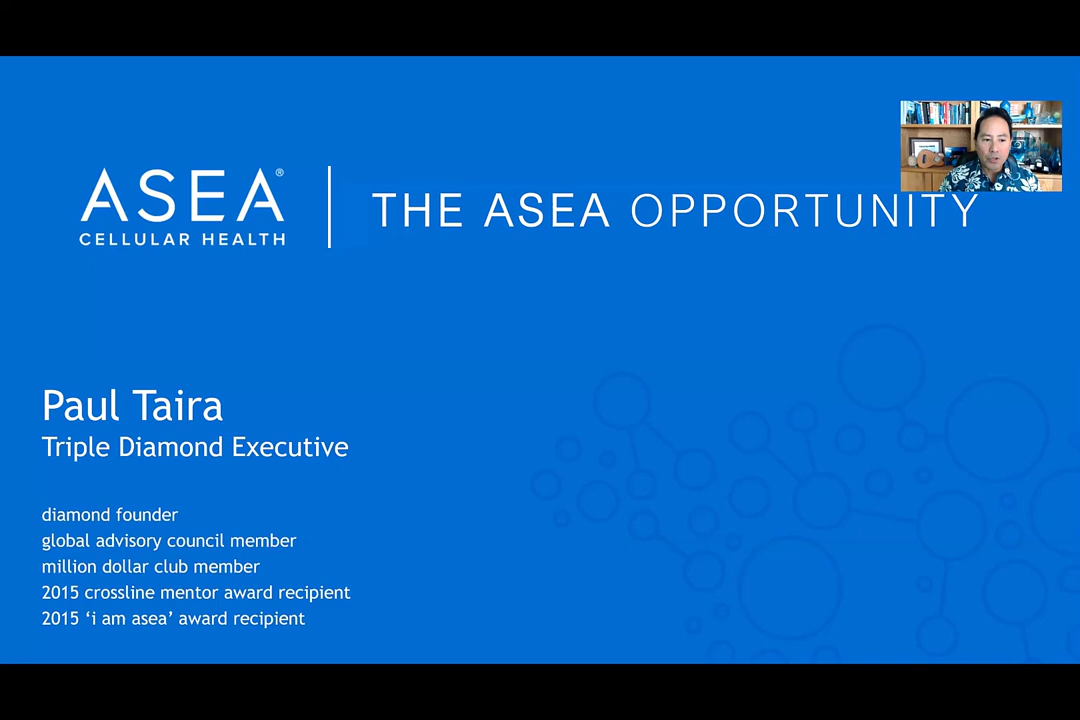 ASEA®
CELLULAR HEALTH
THE ASEA OPPORTUNITY
Paul Taira
Triple Diamond Executive
diamond founder
global advisory council member
million dollar club member
2015 crossline mentor award recipient
2015 ‘i am asea’ award recipient